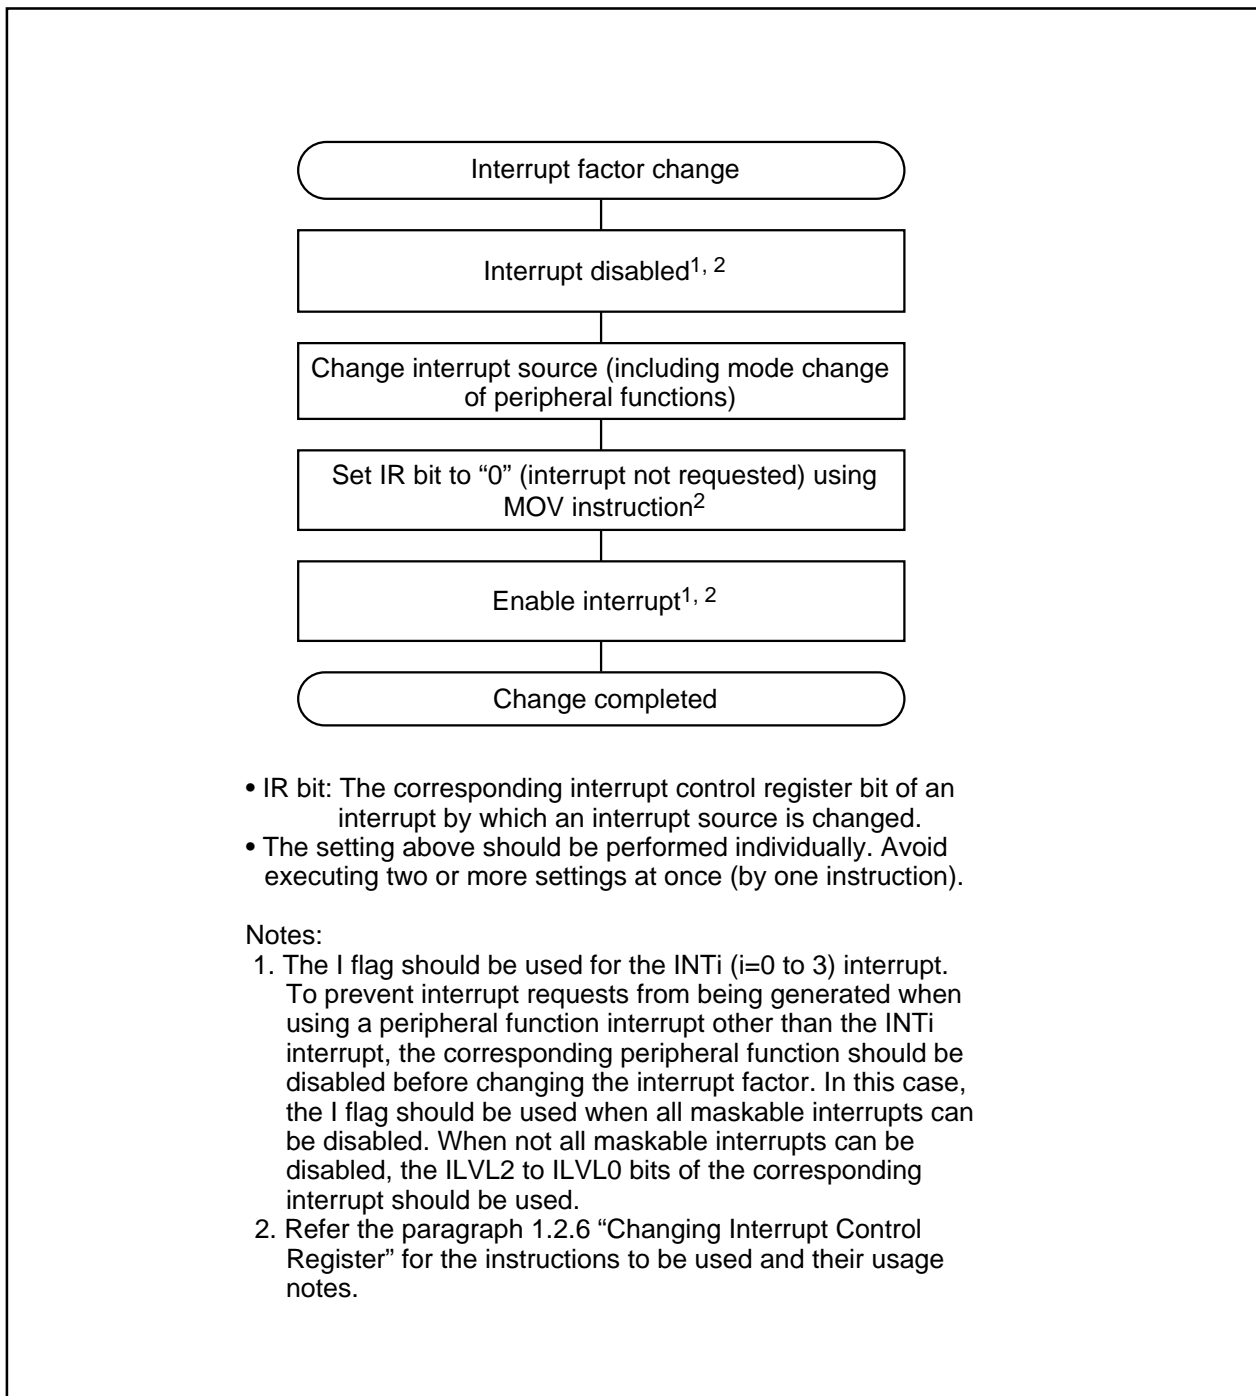 Interrupt factor change
Interrupt disabled1, 2
Change interrupt source (including mode change
of peripheral functions)
Set IR bit to “0” (interrupt not requested) using
MOV instruction2
Enable interrupt1, 2
Change completed
• IR bit: The corresponding interrupt control register bit of an
interrupt by which an interrupt source is changed.
• The setting above should be performed individually. Avoid
executing two or more settings at once (by one instruction).
Notes:
1. The I flag should be used for the INTi (i=0 to 3) interrupt.
To prevent interrupt requests from being generated when
using a peripheral function interrupt other than the INTi
interrupt, the corresponding peripheral function should be
disabled before changing the interrupt factor. In this case,
the I flag should be used when all maskable interrupts can
be disabled. When not all maskable interrupts can be
disabled, the ILVL2 to ILVL0 bits of the corresponding
interrupt should be used.
2. Refer the paragraph 1.2.6 “Changing Interrupt Control
Register” for the instructions to be used and their usage
notes.